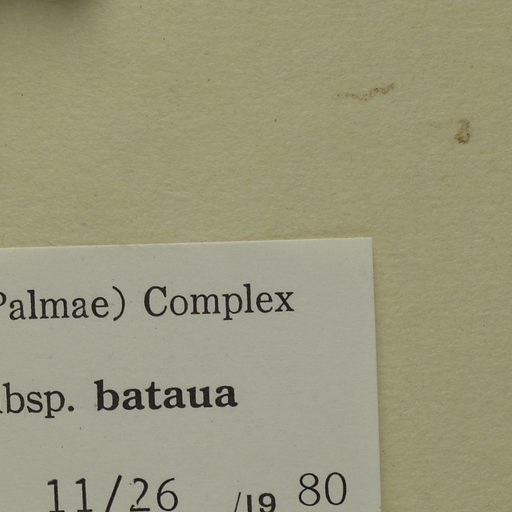 Palmae) Complex
bsp. bataua
11/26 /19 80